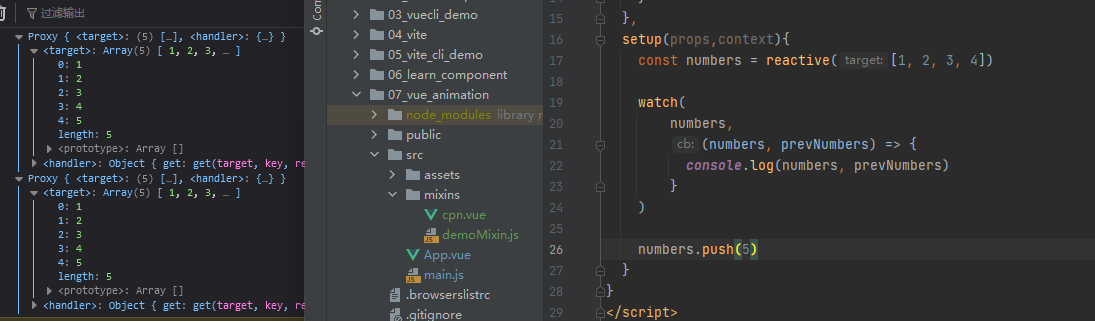 过滤输出
Proxy { <target>: (5) […], <handler>: {…} }
<target>: Array(5) [ 1, 2, 3, … ]
0: 1
1: 2
2: 3
3: 4
4: 5
length: 5
<prototype>: Array []
<handler>: Object { get: get(target, key, re
Proxy { <target>: (5) […], <handler>: {…} }
<target>: Array(5) [ 1, 2, 3, … ]
0: 1
1: 2
2: 3
3: 4
4: 5
length: 5
<prototype>: Array []
<handler>: Object { get: get(target, key, re
Com
03_vuecli_demo
04_vite
05_vite_cli_demo
06_learn_component
07_vue_animation
node_modules library r
public
src
assets
mixins
cpn.vue
demoMixin.js
App.vue
main.js
.browserslistrc
.gitignore
15 },
16 setup(props,context){
17 const numbers = reactive( target: [1, 2, 3, 4])
18
19 watch(
20 numbers,
21 cb: (numbers, prevNumbers) => {
22 console.log(numbers, prevNumbers)
23 }
24 )
25
26 numbers.push(5)
27 }
28 }
29 </script>